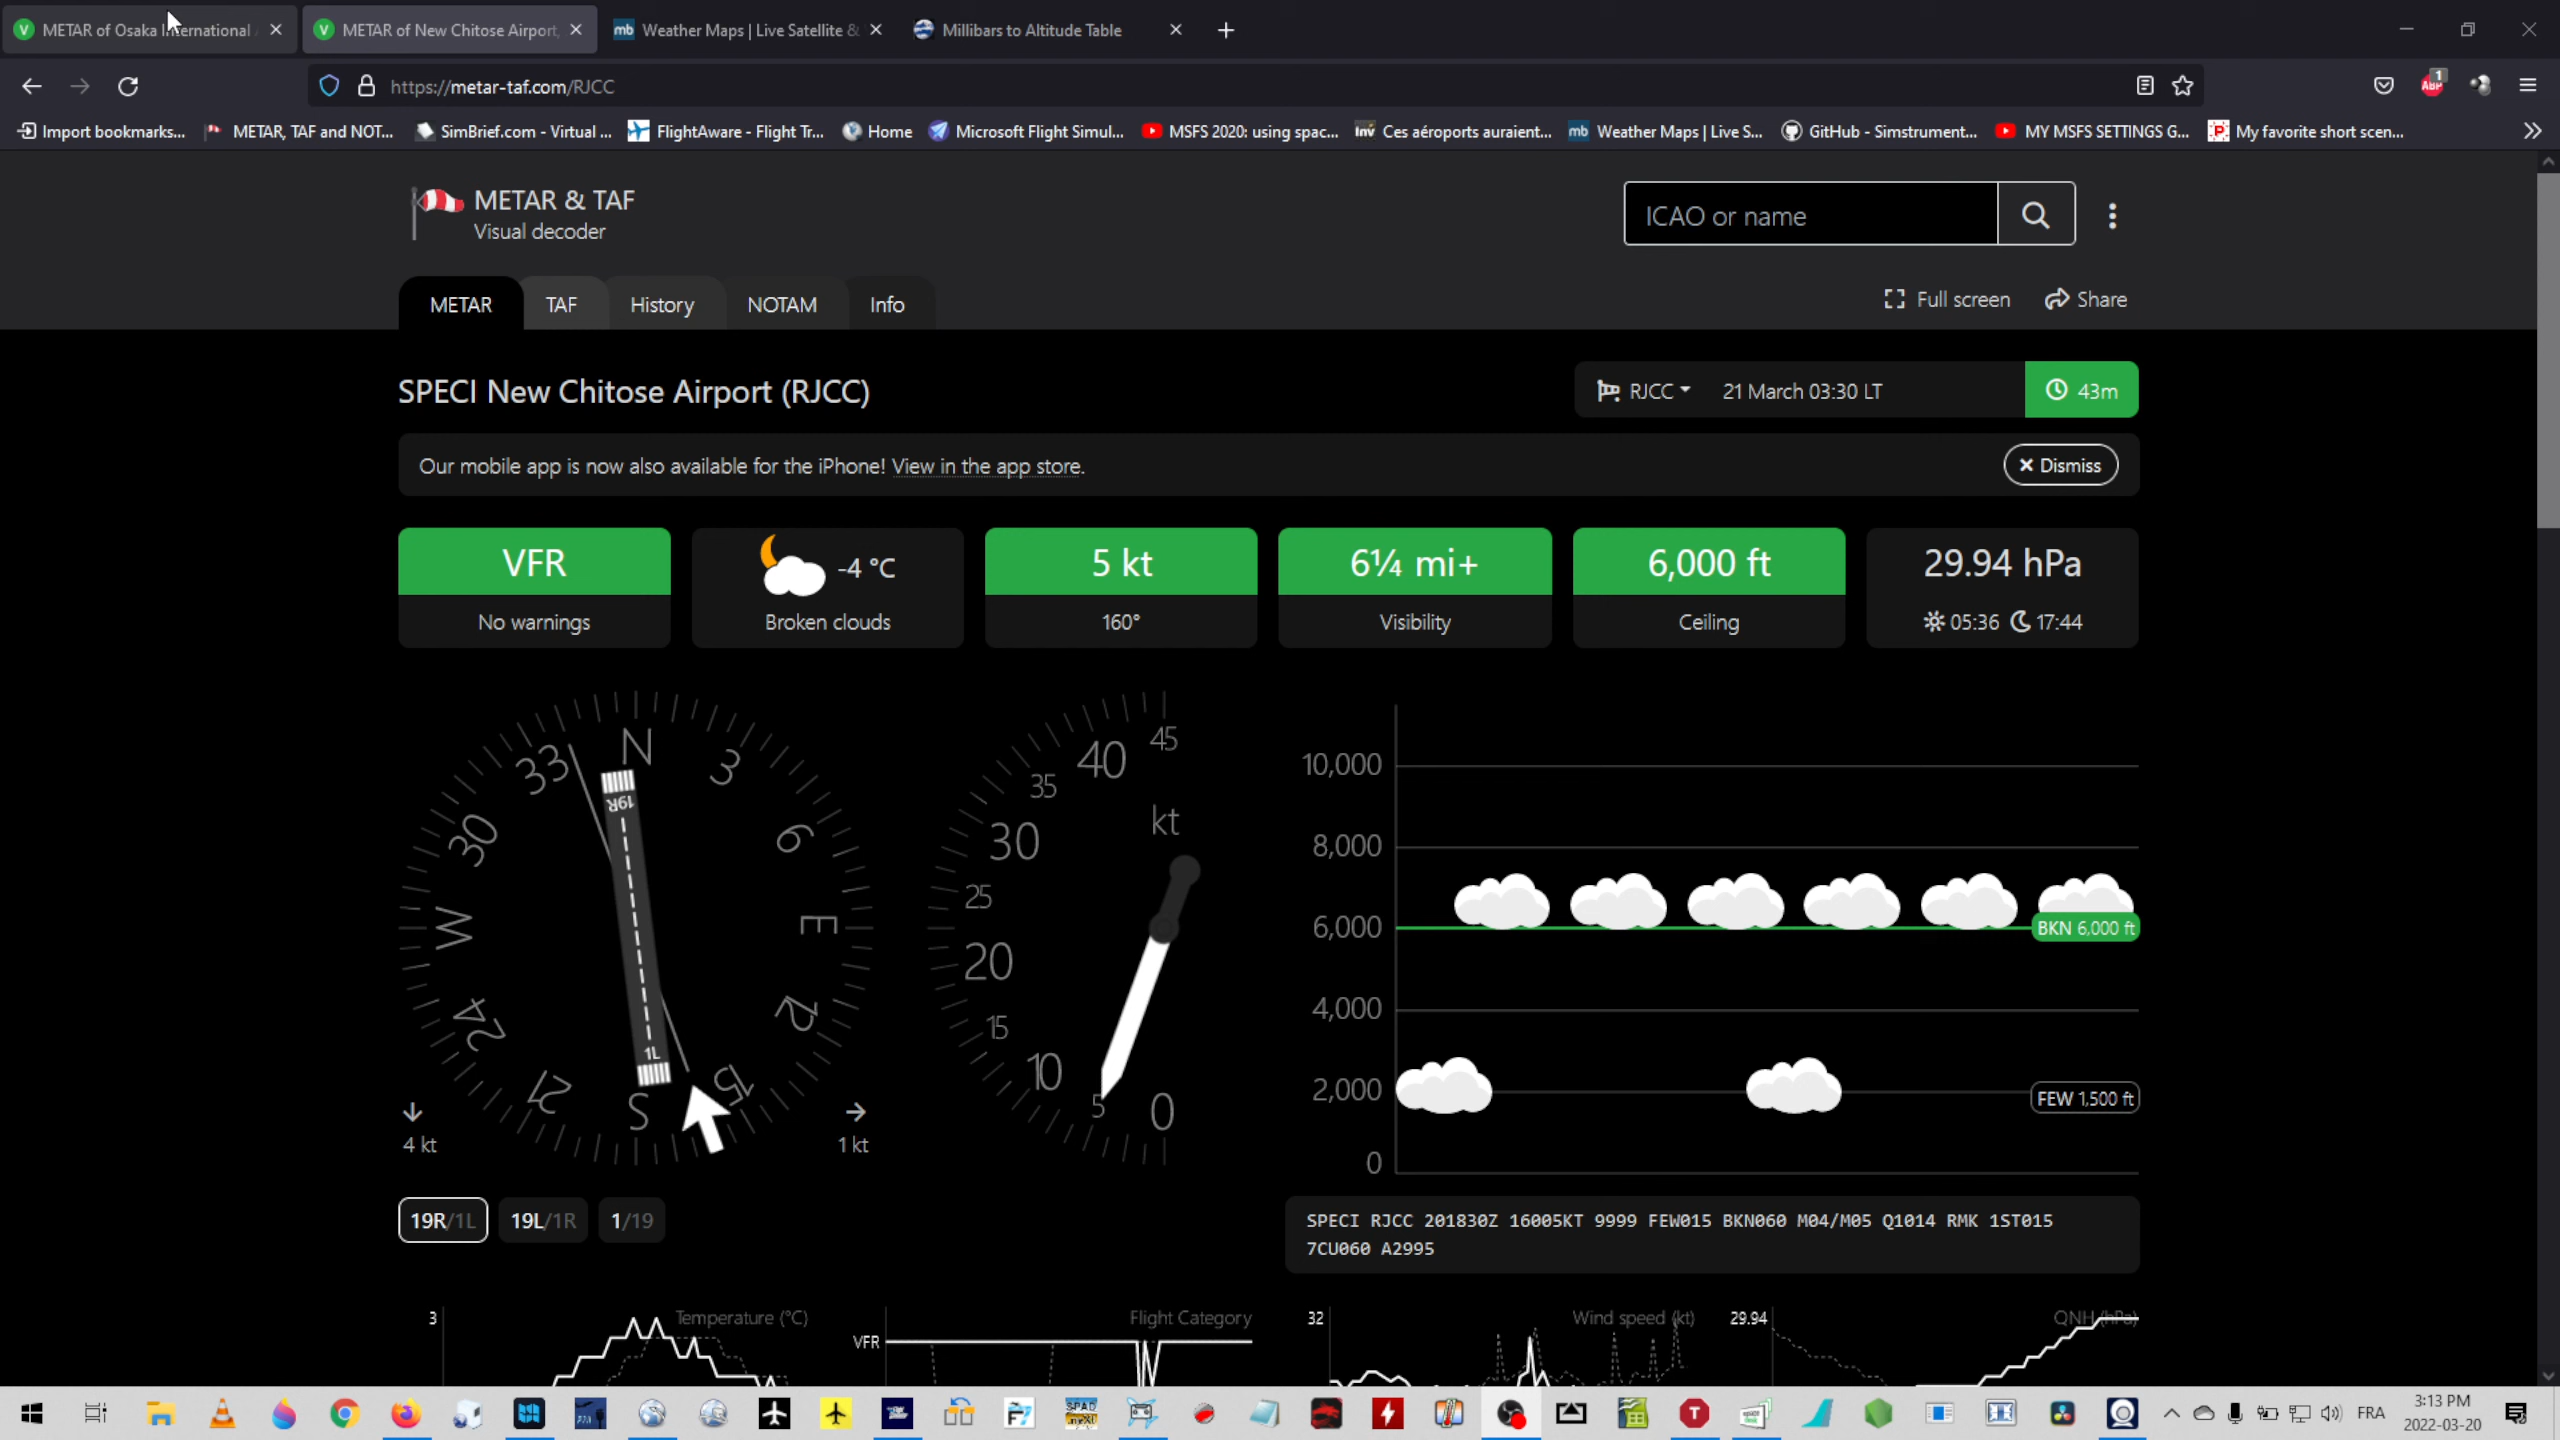 METAR of Osaka International
METAR of New Chitose Airport,
mb Weather Maps | Live Satellite &
Millibars to Altitude Table
https://metar-taf.com/RJCC
ABP 1
Import bookmarks...
METAR, TAF and NOT...
SimBrief.com - Virtual ...
FlightAware - Flight Tr...
Home
Microsoft Flight Simul...
MSFS 2020: using spac...
Inv Ces aéroports auraient...
mb Weather Maps | Live S...
GitHub - Simstrument...
MY MSFS SETTINGS G...
My favorite short scen...
METAR & TAF
Visual decoder
ICAO or name
METAR
TAF
History
NOTAM
Info
Full screen
Share
SPECI New Chitose Airport (RJCC)
RJCC
21 March 03:30 LT
43m
Our mobile app is now also available for the iPhone! View in the app store.
× Dismiss
VFR
No warnings
-4 °C
Broken clouds
5 kt
160°
6¼ mi+
Visibility
6,000 ft
Ceiling
29.94 hPa
05:36 17:44
N
3
6
E
12
15
S
21
24
W
30
33
19R
1L
4 kt
1 kt
45
40
35
kt
30
25
20
15
10
5
0
10,000
8,000
6,000
BKN 6,000 ft
4,000
2,000
FEW 1,500 ft
0
19R/1L
19L/1R
1/19
SPECI RJCC 201830Z 16005KT 9999 FEW015 BKN060 M04/M05 Q1014 RMK 1ST015
7CU060 A2995
3
Temperature (°C)
VFR
Flight Category
32
Wind speed (kt)
29.94
QNH (hPa)
FRA
3:13 PM
2022-03-20